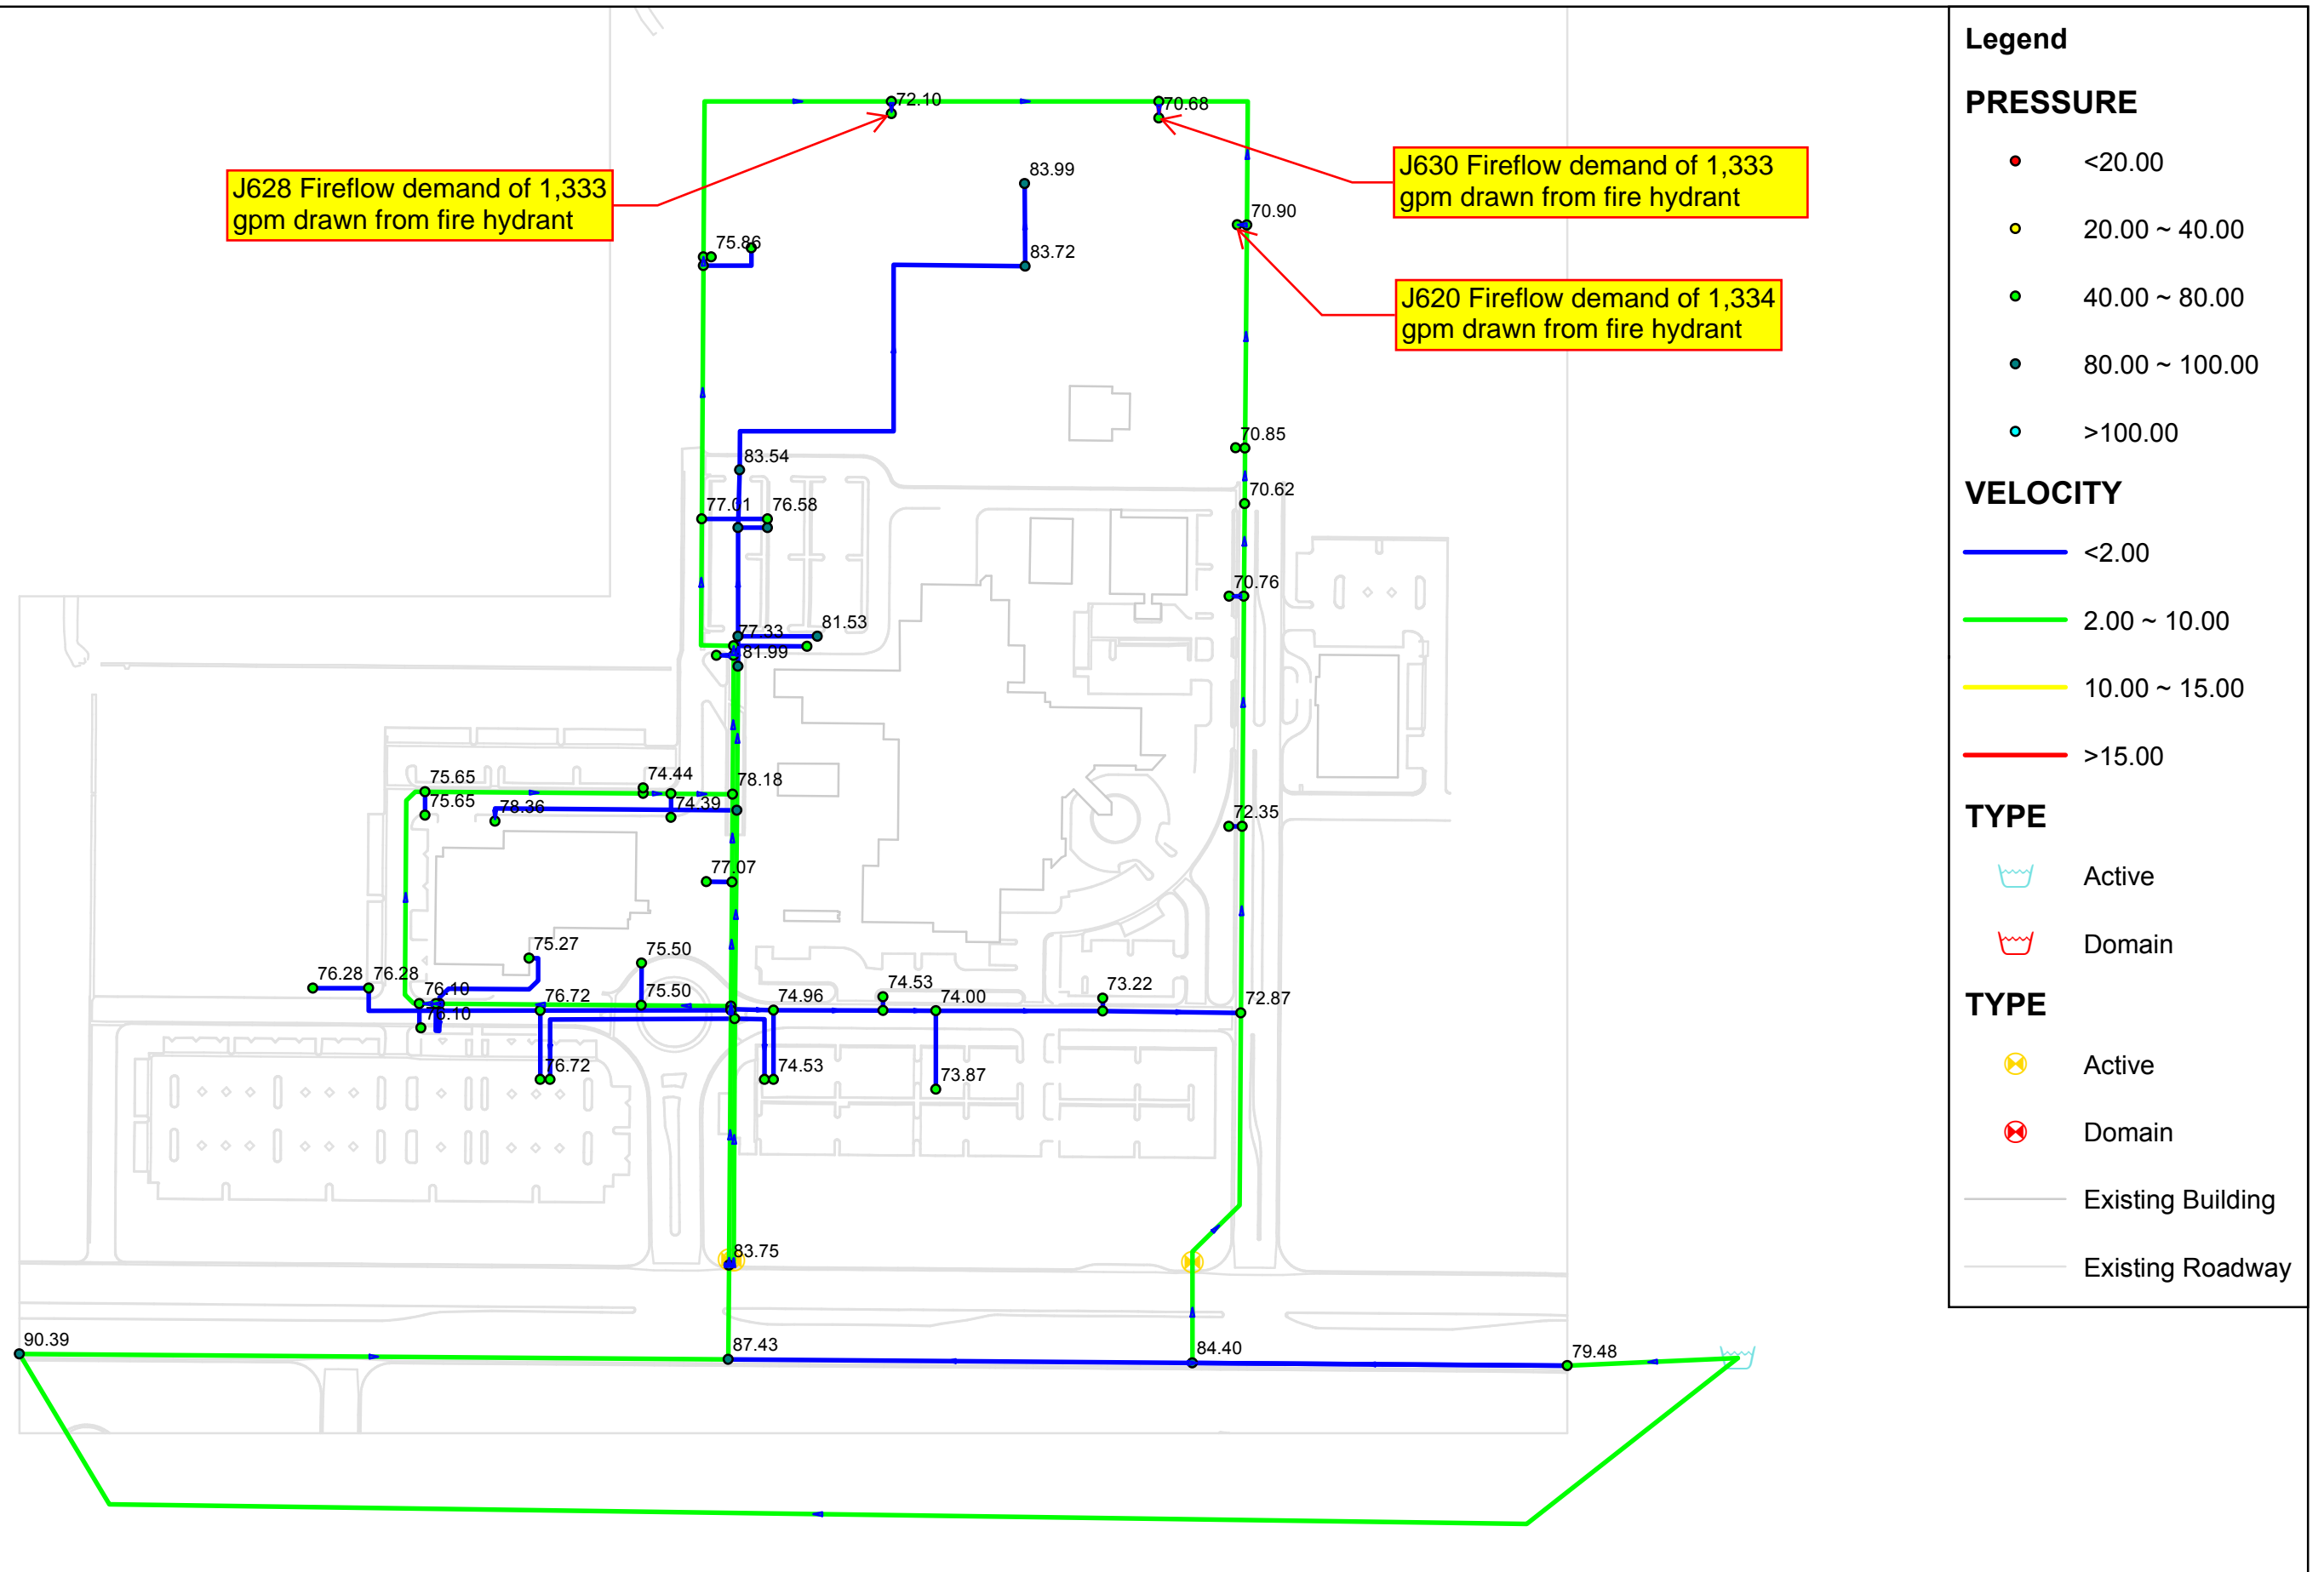 72.10
70.68
J628 Fireflow demand of 1,333
gpm drawn from fire hydrant
J630 Fireflow demand of 1,333
gpm drawn from fire hydrant
83.99
70.90
75.86
83.72
J620 Fireflow demand of 1,334
gpm drawn from fire hydrant
70.85
83.54
70.62
77.01
76.58
70.76
77.33
81.53
81.99
75.65
74.44
78.18
75.65
78.36
74.39
72.35
77.07
75.27
75.50
76.28
76.28
76.10
76.72
75.50
74.96
74.53
74.00
73.22
72.87
76.10
76.72
74.53
73.87
83.75
90.39
87.43
84.40
79.48
Legend
PRESSURE
<20.00
20.00 ~ 40.00
40.00 ~ 80.00
80.00 ~ 100.00
>100.00
VELOCITY
<2.00
2.00 ~ 10.00
10.00 ~ 15.00
>15.00
TYPE
Active
Domain
TYPE
Active
Domain
Existing Building
Existing Roadway